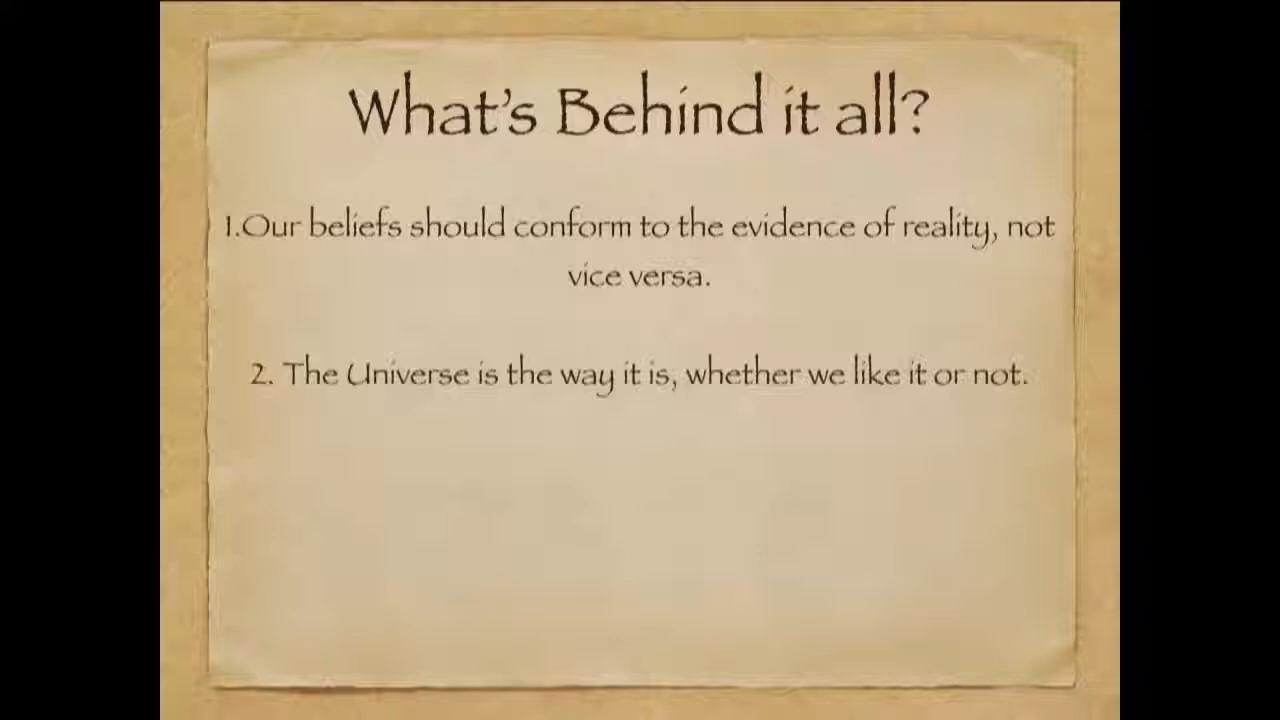 What's Behind it all?
1.Our beliefs should conform to the evidence of reality, not
vice versa.
2. The Universe is the way it is, whether we like it or not.